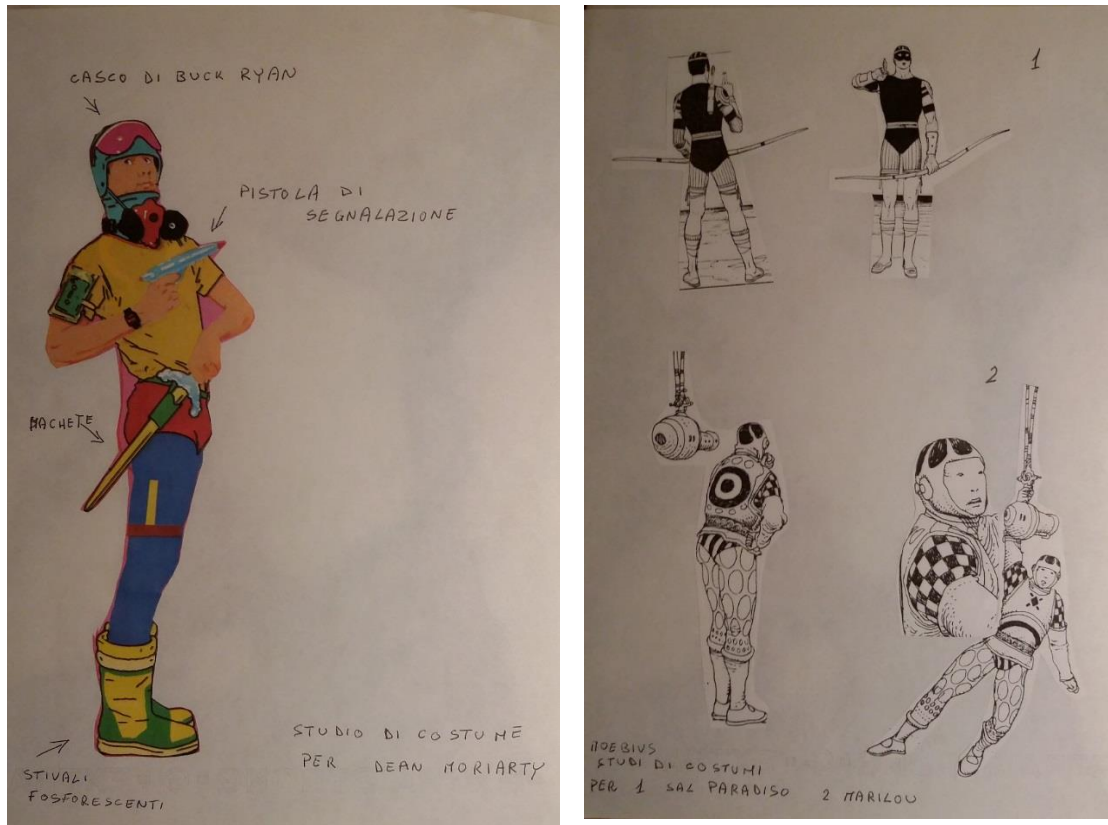 CASCO DI BUCK RYAN
PISTOLA DI
SEGNALAZIONE
MACHETE
STUDIO DI COSTUME
PER DEAN MORIARTY
STIVALI
FOSFORESCENTI
1
2
MOEBIUS
STUDI DI COSTUMI
PER 1 SAL PARADISO 2 MARILOU